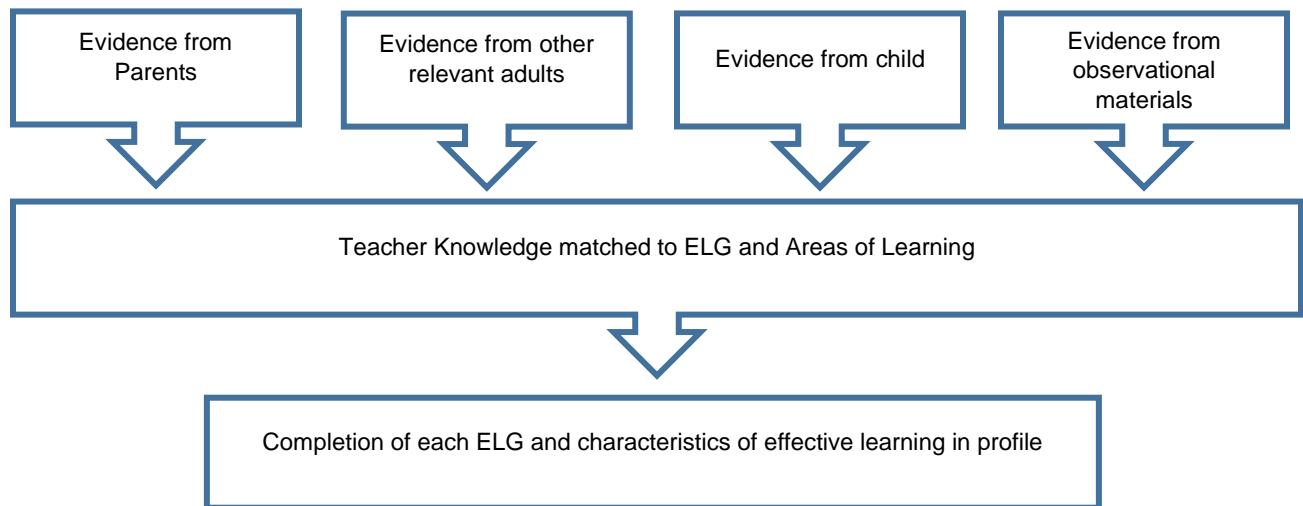 Evidence from
Parents
Evidence from other
relevant adults
Evidence from child
Evidence from
observational
materials
Teacher Knowledge matched to ELG and Areas of Learning
Completion of each ELG and characteristics of effective learning in profile